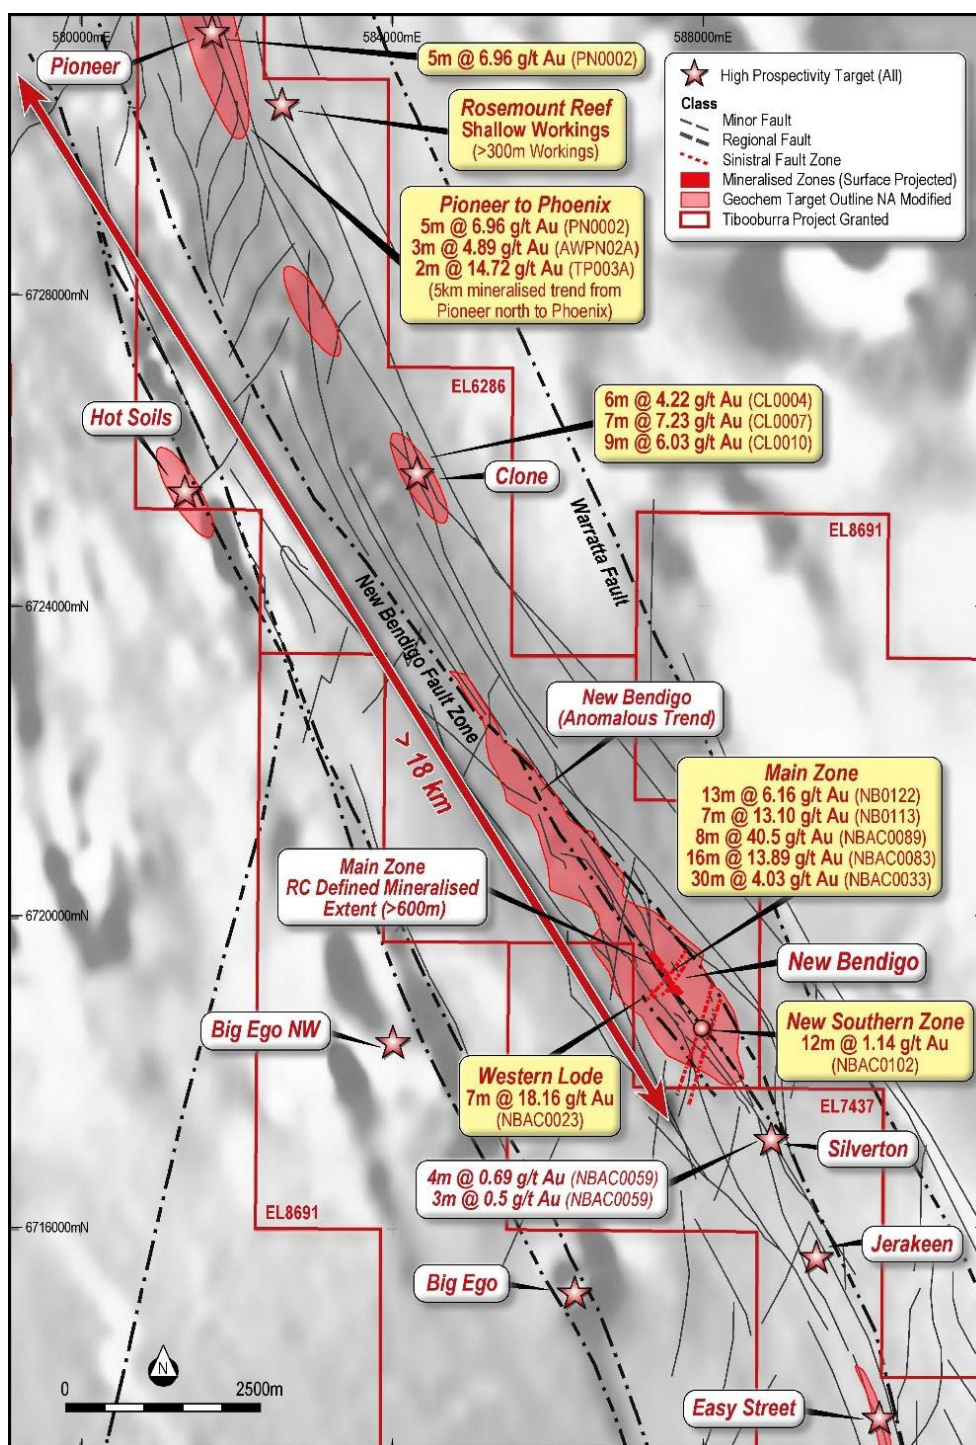 580000mE
584000mE
588000mE
Pioneer
5m @ 6.96 g/t Au (PN0002)
Rosemount Reef
Shallow Workings
(>300m Workings)
High Prospectivity Target (All)
Class
Minor Fault
Regional Fault
Sinistral Fault Zone
Mineralised Zones (Surface Projected)
Geochem Target Outline NA Modified
Tibooburra Project Granted
Pioneer to Phoenix
5m @ 6.96 g/t Au (PN0002)
3m @ 4.89 g/t Au (AWPN02A)
2m @ 14.72 g/t Au (TP003A)
(5km mineralised trend from
Pioneer north to Phoenix)
6728000mN
EL6286
Hot Soils
6m @ 4.22 g/t Au (CL0004)
7m @ 7.23 g/t Au (CL0007)
9m @ 6.03 g/t Au (CL0010)
Clone
Warratta Fault
EL8691
6724000mN
New Bendigo Fault Zone
New Bendigo
(Anomalous Trend)
> 18 km
Main Zone
13m @ 6.16 g/t Au (NB0122)
7m @ 13.10 g/t Au (NB0113)
8m @ 40.5 g/t Au (NBAC0089)
16m @ 13.89 g/t Au (NBAC0083)
30m @ 4.03 g/t Au (NBAC0033)
Main Zone
RC Defined Mineralised
Extent (>600m)
6720000mN
New Bendigo
Big Ego NW
New Southern Zone
12m @ 1.14 g/t Au
(NBAC0102)
Western Lode
7m @ 18.16 g/t Au
(NBAC0023)
EL7437
Silverton
4m @ 0.69 g/t Au (NBAC0059)
3m @ 0.5 g/t Au (NBAC0059)
EL8691
6716000mN
Jerakeen
Big Ego
N
0
2500m
Easy Street